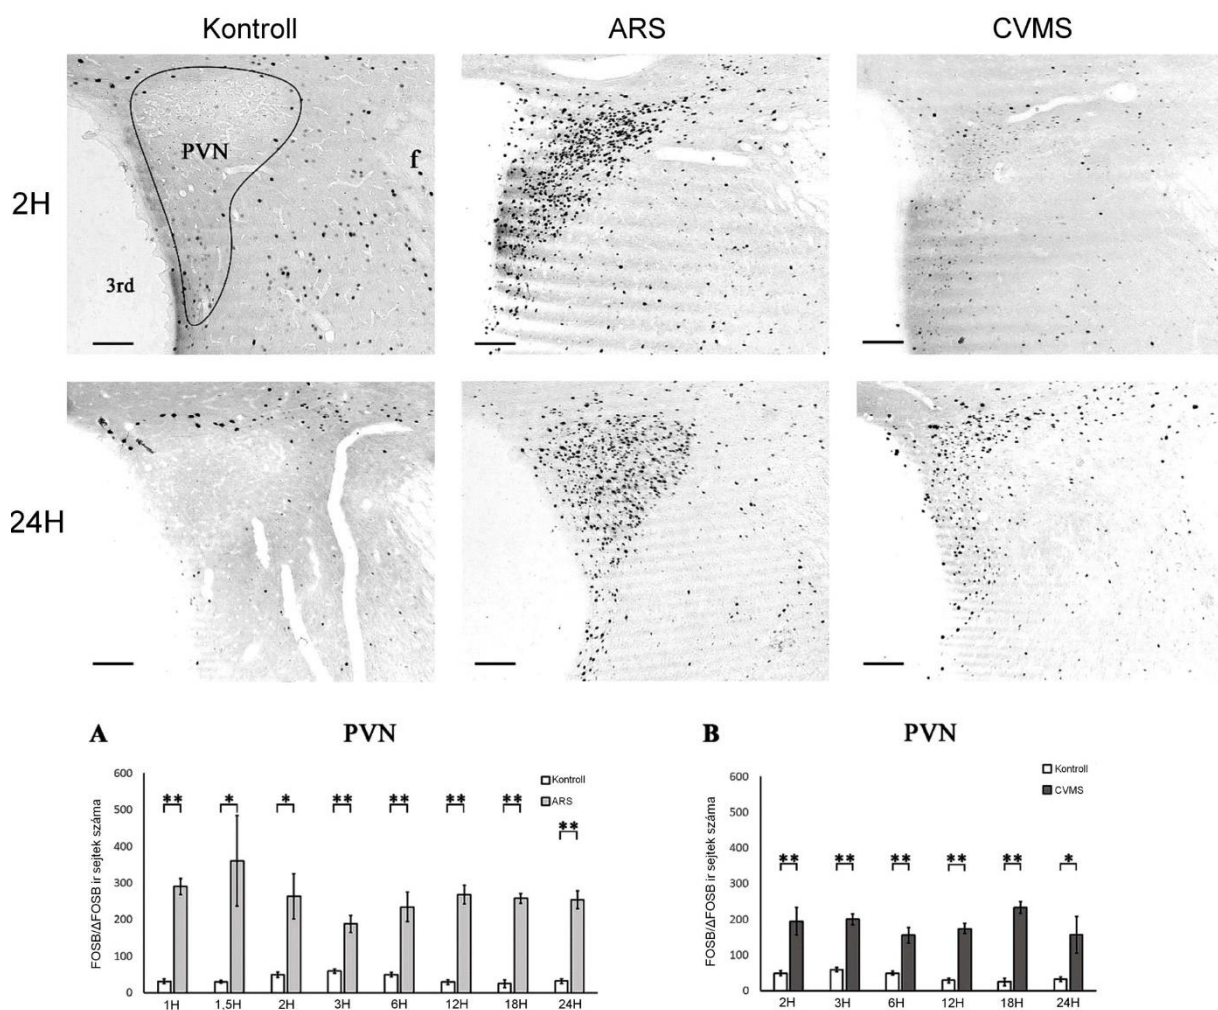 Kontroll ARS CVMS
2H
PVN
f
3rd
24H
A PVN
FOSB/ΔFOSB ir sejtek száma
600
500
400
300
200
100
0
** * * ** ** ** ** **
Kontroll
ARS
1H 1,5H 2H 3H 6H 12H 18H 24H
B PVN
FOSB/ΔFOSB ir sejtek száma
600
500
400
300
200
100
0
** ** ** ** ** *
Kontroll
CVMS
2H 3H 6H 12H 18H 24H